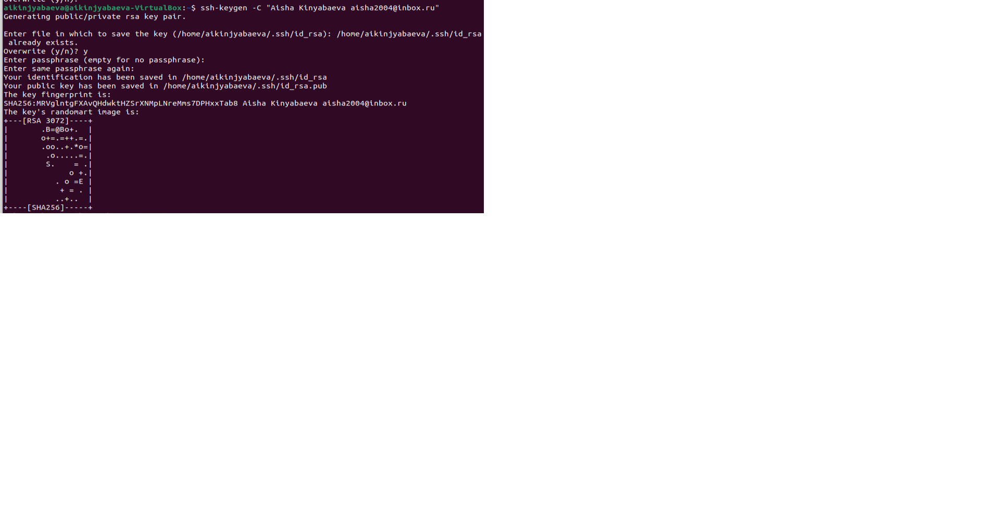 Overwrite (y/n)?
aikinjyabaeva@aikinjyabaeva-VirtualBox:~$ ssh-keygen -C "Aisha Kinyabaeva aisha2004@inbox.ru"
Generating public/private rsa key pair.
Enter file in which to save the key (/home/aikinjyabaeva/.ssh/id_rsa): /home/aikinjyabaeva/.ssh/id_rsa
 already exists.
Overwrite (y/n)? y
Enter passphrase (empty for no passphrase):
Enter same passphrase again:
Your identification has been saved in /home/aikinjyabaeva/.ssh/id_rsa
Your public key has been saved in /home/aikinjyabaeva/.ssh/id_rsa.pub
The key fingerprint is:
SHA256:MRVglntgFXAvQHdwktHZSrXNMpLNreMms7DPHxxTab8 Aisha Kinyabaeva aisha2004@inbox.ru
The key's randomart image is:
+---[RSA 3072]----+
|       .B=@Bo+.  |
|       o+=.=++.=.|
|       .oo..+.*o=|
|        .o.....=.|
|        S.    = .|
|             o +.|
|          . o =E |
|           + = . |
|          ..+..  |
+----[SHA256]-----+